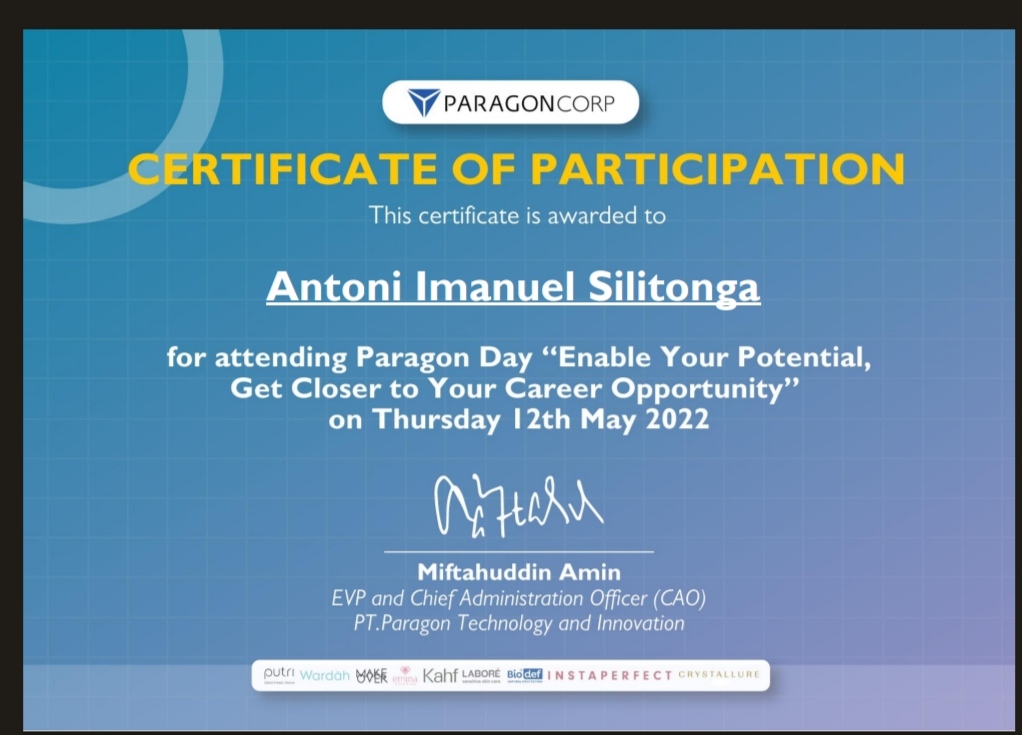 PARAGONCORP
CERTIFICATE OF PARTICIPATION
This certificate is awarded to
Antoni Imanuel Silitonga
for attending Paragon Day “Enable Your Potential,
Get Closer to Your Career Opportunity”
on Thursday 12th May 2022
Miftahuddin Amin
EVP and Chief Administration Officer (CAO)
PT.Paragon Technology and Innovation
putri Wardah MAKE OVER emina Kahf LABORÉ Biodef INSTAPERFECT CRYSTALLURE